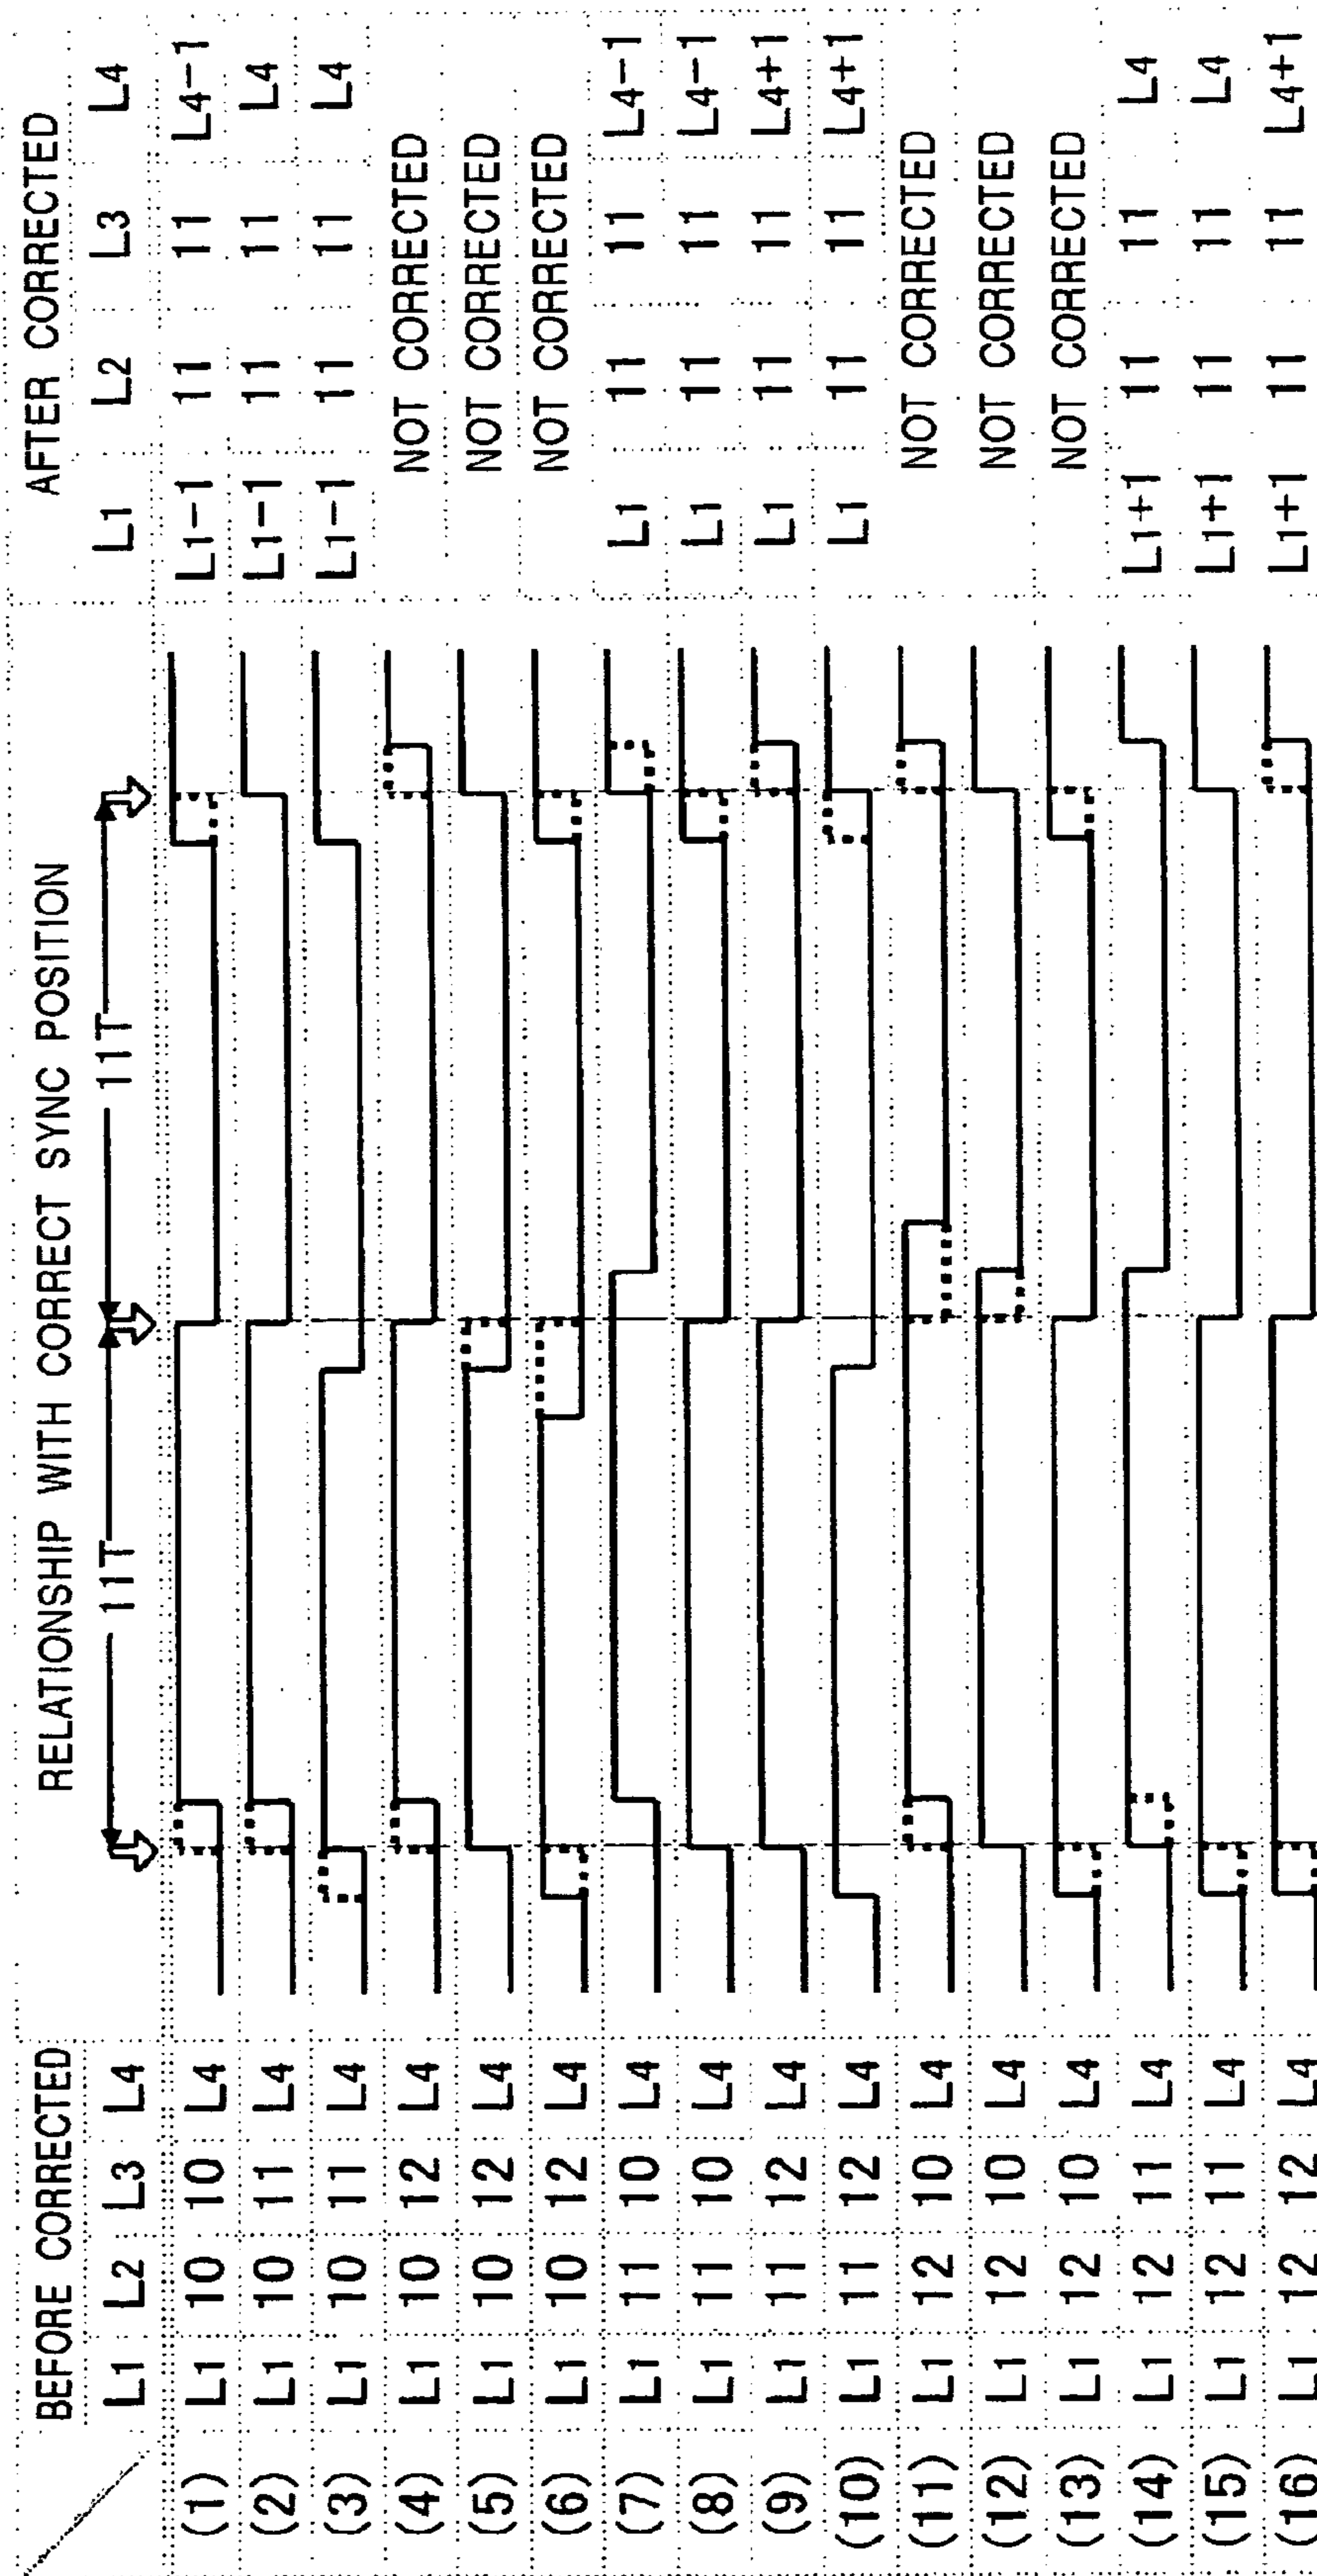 BEFORE CORRECTED RELATIONSHIP WITH CORRECT SYNC POSITION AFTER CORRECTED
L1 L2 L3 L4 11T 11T L1 L2 L3 L4
(1) L1 10 10 L4 L1-1 11 11 L4-1
(2) L1 10 11 L4 L1-1 11 11 L4
(3) L1 10 11 L4 L1-1 11 11 L4
(4) L1 10 12 L4 NOT CORRECTED
(5) L1 10 12 L4 NOT CORRECTED
(6) L1 10 12 L4 NOT CORRECTED
(7) L1 11 10 L4 L1 11 11 L4-1
(8) L1 11 10 L4 L1 11 11 L4-1
(9) L1 11 12 L4 L1 11 11 L4+1
(10) L1 11 12 L4 L1 11 11 L4+1
(11) L1 12 10 L4 NOT CORRECTED
(12) L1 12 10 L4 NOT CORRECTED
(13) L1 12 10 L4 NOT CORRECTED
(14) L1 12 11 L4 L1+1 11 11 L4
(15) L1 12 11 L4 L1+1 11 11 L4
(16) L1 12 12 L4 L1+1 11 11 L4+1